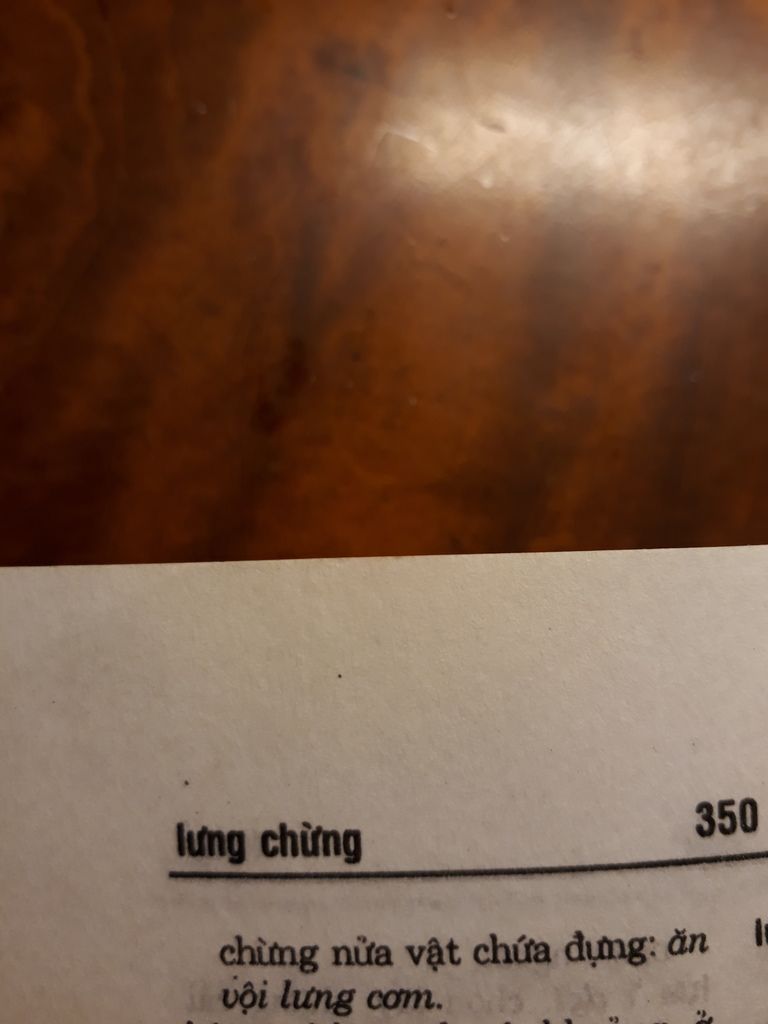 lưng chừng 350
chừng nửa vật chứa đựng: ăn
vội lưng cơm.